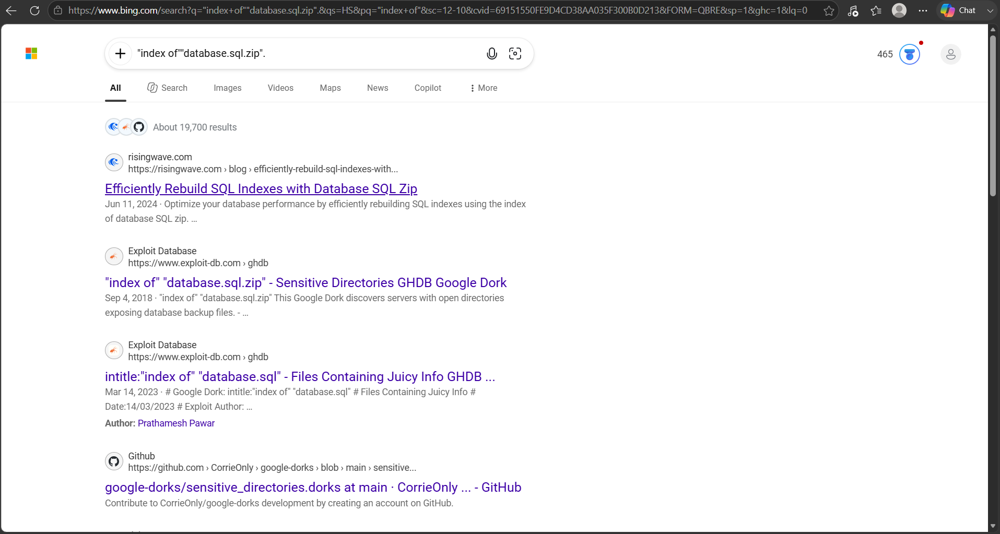 https://www.bing.com/search?q="index+of""database.sql.zip".&qs=HS&pq="index+of"&sc=12-10&cvid=69151550FE9D4CD38AA035F300B0D213&FORM=QBRE&sp=1&ghc=1&lq=0
Chat
"index of""database.sql.zip".
465
All Search Images Videos Maps News Copilot More
About 19,700 results
risingwave.com
https://risingwave.com › blog › efficiently-rebuild-sql-indexes-with...
Efficiently Rebuild SQL Indexes with Database SQL Zip
Jun 11, 2024 · Optimize your database performance by efficiently rebuilding SQL indexes using the index
of database SQL zip. ...
Exploit Database
https://www.exploit-db.com › ghdb
"index of" "database.sql.zip" - Sensitive Directories GHDB Google Dork
Sep 4, 2018 · "index of" "database.sql.zip" This Google Dork discovers servers with open directories
exposing database backup files. - ...
Exploit Database
https://www.exploit-db.com › ghdb
intitle:"index of" "database.sql" - Files Containing Juicy Info GHDB ...
Mar 14, 2023 · # Google Dork: intitle:"index of" "database.sql" # Files Containing Juicy Info #
Date:14/03/2023 # Exploit Author: ...
Author: Prathamesh Pawar
Github
https://github.com › CorrieOnly › google-dorks › blob › main › sensitive...
google-dorks/sensitive_directories.dorks at main · CorrieOnly ... - GitHub
Contribute to CorrieOnly/google-dorks development by creating an account on GitHub.